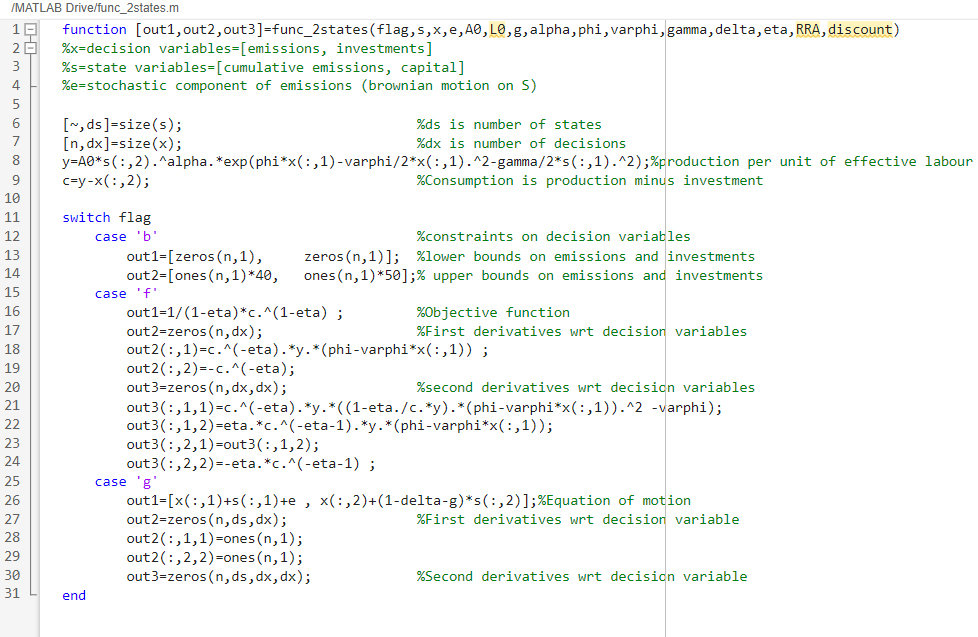 /MATLAB Drive/func_2states.m
1 function [out1,out2,out3]=func_2states(flag,s,x,e,A0,L0,g,alpha,phi,varphi,gamma,delta,eta,RRA,discount)
2 %x=decision variables=[emissions, investments]
3 %s=state variables=[cumulative emissions, capital]
4 %e=stochastic component of emissions (brownian motion on S)
5
6 [~,ds]=size(s); %ds is number of states
7 [n,dx]=size(x); %dx is number of decisions
8 y=A0*s(:,2).^alpha.*exp(phi*x(:,1)-varphi/2*x(:,1).^2-gamma/2*s(:,1).^2);%production per unit of effective labour
9 c=y-x(:,2); %Consumption is production minus investment
10
11 switch flag
12 case 'b' %constraints on decision variables
13 out1=[zeros(n,1), zeros(n,1)]; %lower bounds on emissions and investments
14 out2=[ones(n,1)*40, ones(n,1)*50];% upper bounds on emissions and investments
15 case 'f'
16 out1=1/(1-eta)*c.^(1-eta) ; %Objective function
17 out2=zeros(n,dx); %First derivatives wrt decision variables
18 out2(:,1)=c.^(-eta).*y.*(phi-varphi*x(:,1)) ;
19 out2(:,2)=-c.^(-eta);
20 out3=zeros(n,dx,dx); %second derivatives wrt decision variables
21 out3(:,1,1)=c.^(-eta).*y.*((1-eta./c.*y).*(phi-varphi*x(:,1)).^2 -varphi);
22 out3(:,1,2)=eta.*c.^(-eta-1).*y.*(phi-varphi*x(:,1));
23 out3(:,2,1)=out3(:,1,2);
24 out3(:,2,2)=-eta.*c.^(-eta-1) ;
25 case 'g'
26 out1=[x(:,1)+s(:,1)+e , x(:,2)+(1-delta-g)*s(:,2)];%Equation of motion
27 out2=zeros(n,ds,dx); %First derivatives wrt decision variable
28 out2(:,1,1)=ones(n,1);
29 out2(:,2,2)=ones(n,1);
30 out3=zeros(n,ds,dx,dx); %Second derivatives wrt decision variable
31 end